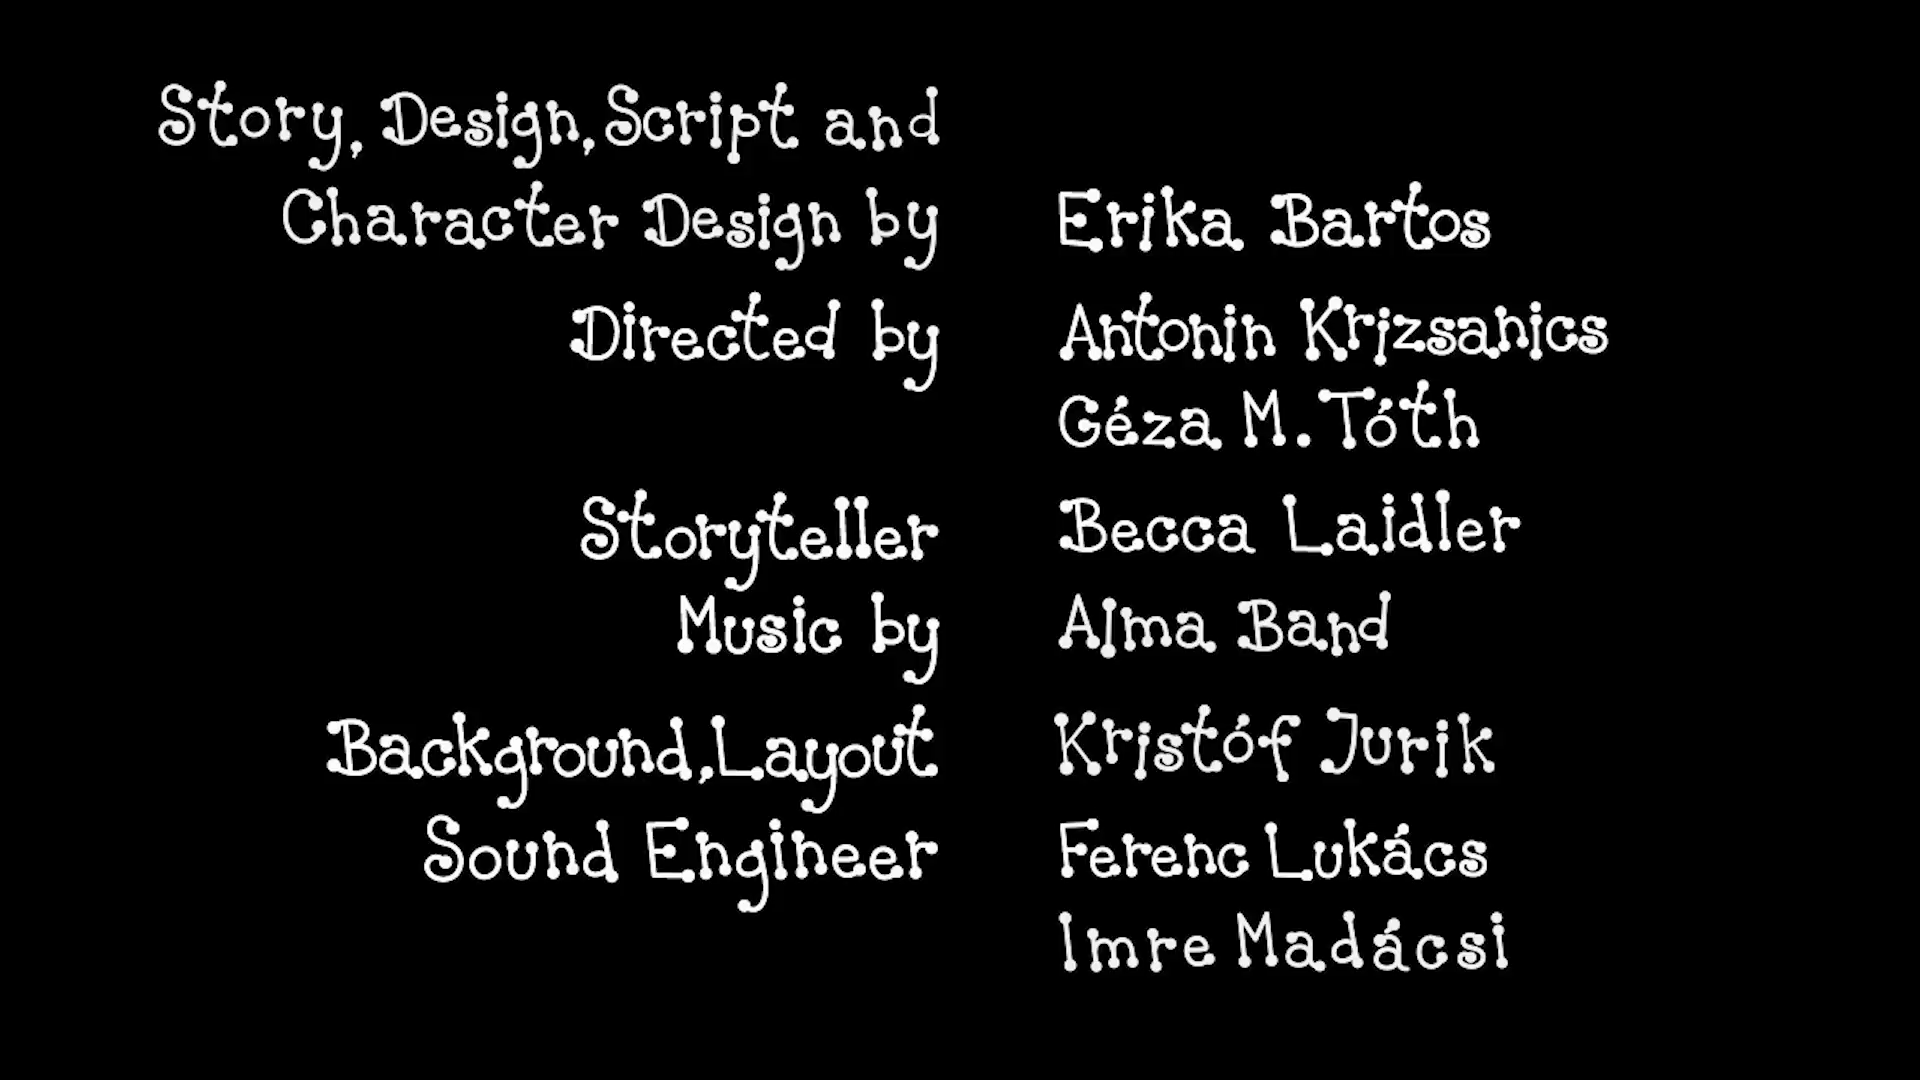 Story, Design, Script and
Character Design by Erika Bartos
Directed by Antonin Krizsanics
Géza M. Tóth
Storyteller Becca Laidler
Music by Alma Band
Background, Layout Kristóf Jurik
Sound Engineer Ferenc Lukács
Imre Madácsi